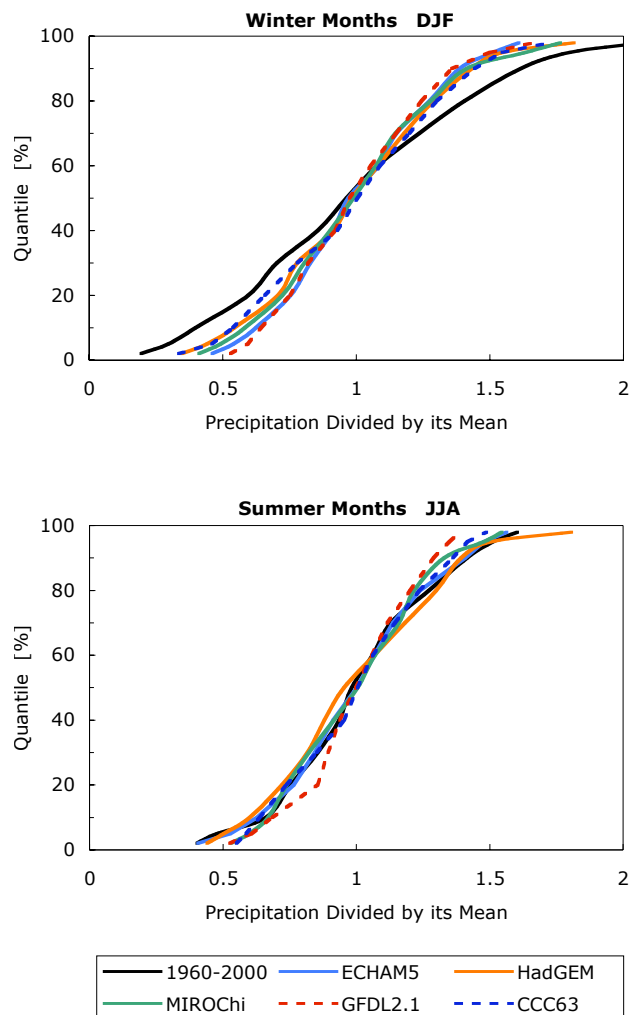 Winter Months DJF
100
80
60
40
20
0
Quantile [%]
0 0.5 1 1.5 2
Precipitation Divided by its Mean
Summer Months JJA
100
80
60
40
20
0
Quantile [%]
0 0.5 1 1.5 2
Precipitation Divided by its Mean
1960-2000 ECHAM5 HadGEM
MIROChi GFDL2.1 CCC63